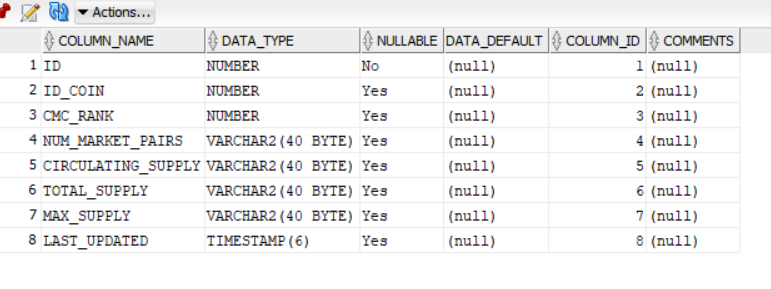 Actions...
COLUMN_NAME DATA_TYPE NULLABLE DATA_DEFAULT COLUMN_ID COMMENTS
1 ID NUMBER No (null) 1 (null)
2 ID_COIN NUMBER Yes (null) 2 (null)
3 CMC_RANK NUMBER Yes (null) 3 (null)
4 NUM_MARKET_PAIRS VARCHAR2(40 BYTE) Yes (null) 4 (null)
5 CIRCULATING_SUPPLY VARCHAR2(40 BYTE) Yes (null) 5 (null)
6 TOTAL_SUPPLY VARCHAR2(40 BYTE) Yes (null) 6 (null)
7 MAX_SUPPLY VARCHAR2(40 BYTE) Yes (null) 7 (null)
8 LAST_UPDATED TIMESTAMP(6) Yes (null) 8 (null)